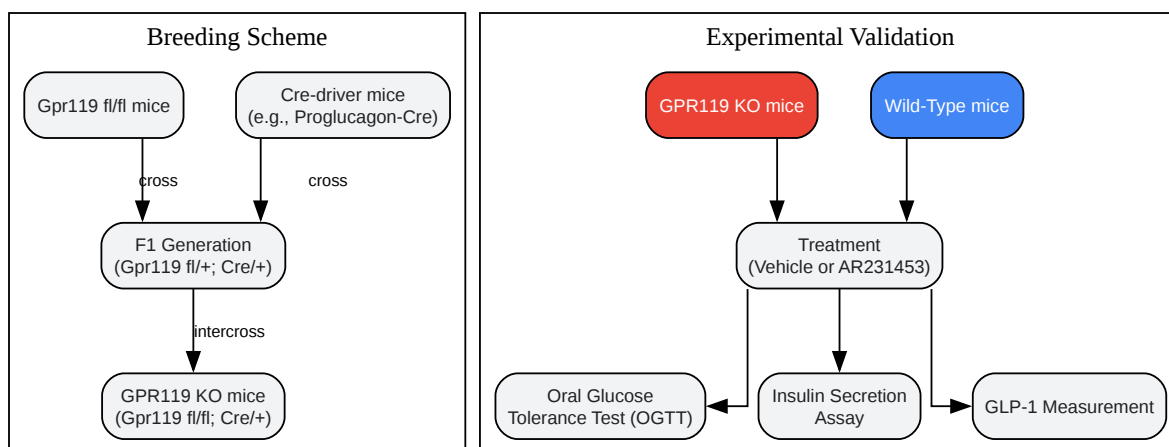 Breeding Scheme
Gpr119 fl/fl mice
Cre-driver mice
(e.g., Proglucagon-Cre)
cross
cross
F1 Generation
(Gpr119 fl/+; Cre/+)
intercross
GPR119 KO mice
(Gpr119 fl/fl; Cre/+)
Experimental Validation
GPR119 KO mice
Wild-Type mice
Treatment
(Vehicle or AR231453)
Oral Glucose
Tolerance Test (OGTT)
Insulin Secretion
Assay
GLP-1 Measurement